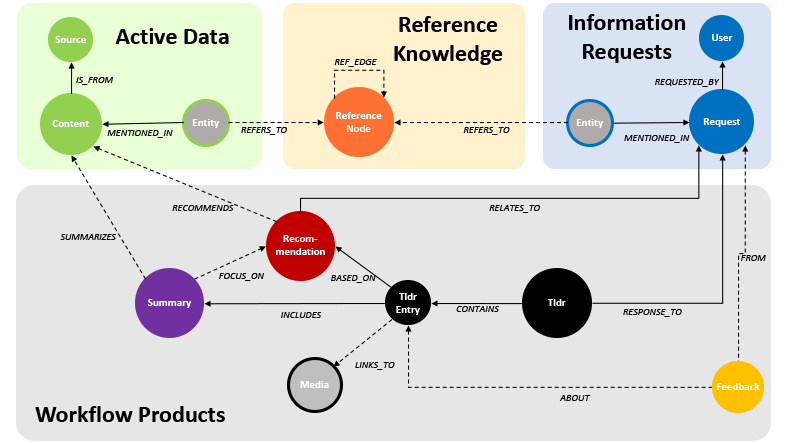 Active Data
Source
IS_FROM
Content
MENTIONED_IN
Entity
REFERS_TO
Reference
Knowledge
REF_EDGE
Reference
Node
REFERS_TO
Information
Requests
User
REQUESTED_BY
Entity
MENTIONED_IN
Request
RECOMMENDS
RELATES_TO
SUMMARIZES
Recom-
mendation
FOCUS_ON
BASED_ON
FROM
Summary
INCLUDES
Tldr
Entry
CONTAINS
Tldr
RESPONSE_TO
LINKS_TO
Media
ABOUT
Feedback
Workflow Products